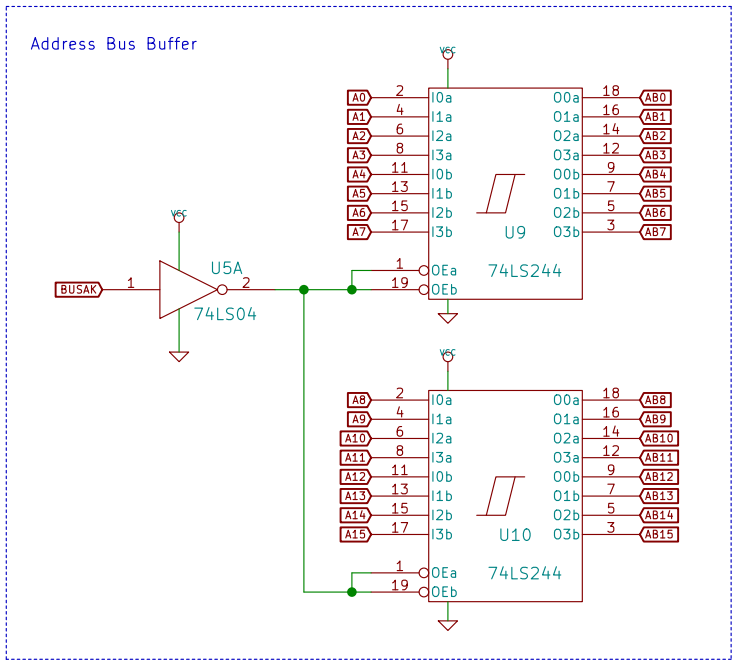 Address Bus Buffer
VCC
A0 2 I0a O0a 18 AB0
A1 4 I1a O1a 16 AB1
A2 6 I2a O2a 14 AB2
A3 8 I3a O3a 12 AB3
A4 11 I0b O0b 9 AB4
A5 13 I1b O1b 7 AB5
A6 15 I2b O2b 5 AB6
A7 17 I3b O3b 3 AB7
U9
1 OEa 74LS244
19 OEb
VCC
U5A
BUSAK 1 2
74LS04
VCC
A8 2 I0a O0a 18 AB8
A9 4 I1a O1a 16 AB9
A10 6 I2a O2a 14 AB10
A11 8 I3a O3a 12 AB11
A12 11 I0b O0b 9 AB12
A13 13 I1b O1b 7 AB13
A14 15 I2b O2b 5 AB14
A15 17 I3b O3b 3 AB15
U10
1 OEa 74LS244
19 OEb